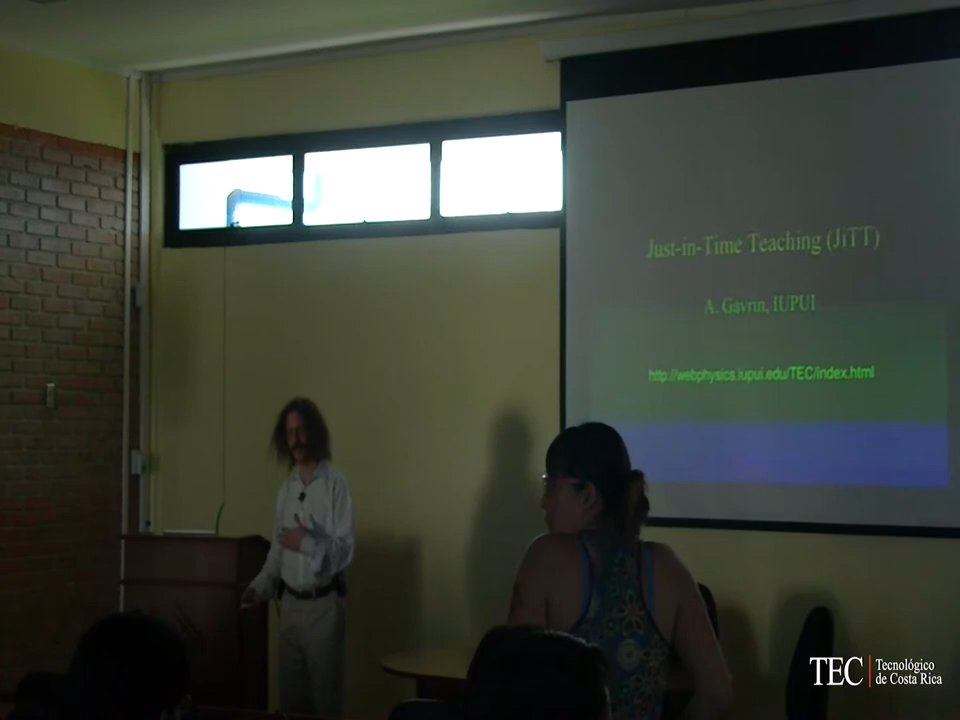 Just-in-Time Teaching (JiTT)
A. Gavrin, IUPUI
http://webphysics.iupui.edu/TEC/index.html
TEC
Tecnológico
de Costa Rica